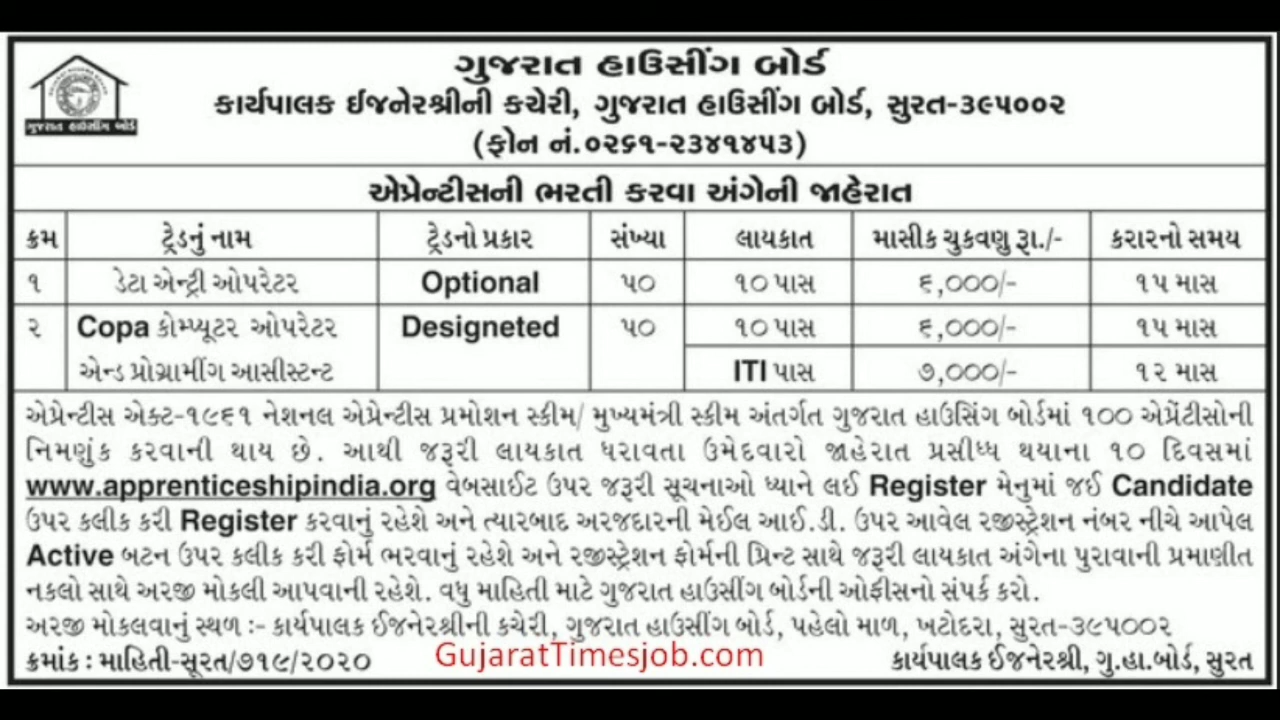 ગુજરાત હાઉસીંગ બોર્ડ
ગુજરાત હાઉસીંગ બોર્ડ
કાર્યપાલક ઈજનેરશ્રીની કચેરી, ગુજરાત હાઉસીંગ બોર્ડ, સુરત-૩૯૫૦૦૨
(ફોન નં.૦૨૬૧-૨૩૪૧૪૫૩)
એપ્રેન્ટીસની ભરતી કરવા અંગેની જાહેરાત
ક્રમ ટ્રેડનું નામ ટ્રેડનો પ્રકાર સંખ્યા લાયકાત માસીક ચુકવણુ રૂા./- કરારનો સમય
૧ ડેટા એન્ટ્રી ઓપરેટર Optional ૫૦ ૧૦ પાસ ૬,૦૦૦/- ૧૫ માસ
૨ Copa કોમ્પ્યૂટર ઓપરેટર Designeted ૫૦ ૧૦ પાસ ૬,૦૦૦/- ૧૫ માસ
એન્ડ પ્રોગ્રામીંગ આસીસ્ટન્ટ ITI પાસ ૭,૦૦૦/- ૧૨ માસ
એપ્રેન્ટીસ એક્ટ-૧૯૬૧ નેશનલ એપ્રેન્ટીસ પ્રમોશન સ્કીમ/ મુખ્યમંત્રી સ્કીમ અંતર્ગત ગુજરાત હાઉસિંગ બોર્ડમાં ૧૦૦ એપ્રેંટીસોની
નિમણુંક કરવાની થાય છે. આથી જરૂરી લાયકાત ધરાવતા ઉમેદવારો જાહેરાત પ્રસીધ્ધ થયાના ૧૦ દિવસમાં
www.apprenticeshipindia.org વેબસાઈટ ઉપર જરૂરી સૂચનાઓ ધ્યાને લઈ Register મેનુમાં જઈ Candidate
ઉપર કલીક કરી Register કરવાનું રહેશે અને ત્યારબાદ અરજદારની મેઈલ આઈ.ડી. ઉપર આવેલ રજીસ્ટ્રેશન નંબર નીચે આપેલ
Active બટન ઉપર કલીક કરી ફોર્મ ભરવાનું રહેશે અને રજીસ્ટ્રેશન ફોર્મની પ્રિન્ટ સાથે જરૂરી લાયકાત અંગેના પુરાવાની પ્રમાણીત
નકલો સાથે અરજી મોકલી આપવાની રહેશે. વધુ માહિતી માટે ગુજરાત હાઉસીંગ બોર્ડની ઓફીસનો સંપર્ક કરો.
અરજી મોકલવાનું સ્થળ :- કાર્યપાલક ઈજનેરશ્રીની કચેરી, ગુજરાત હાઉસીંગ બોર્ડ, પહેલો માળ, ખટોદરા, સુરત-૩૯૫૦૦૨
ક્રમાંક : માહિતી-સૂરત/૭૧૯/૨૦૨૦ GujaratTimesjob.com કાર્યપાલક ઈજનેરશ્રી, ગુ.હા.બોર્ડ, સુરત